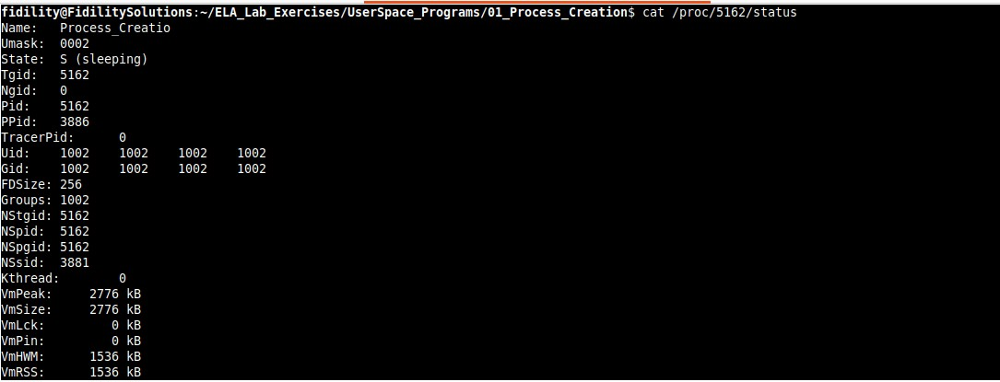 fidility@FidilitySolutions:~/ELA_Lab_Exercises/UserSpace_Programs/01_Process_Creation$ cat /proc/5162/status
Name:   Process_Creatio
Umask:  0002
State:  S (sleeping)
Tgid:   5162
Ngid:   0
Pid:    5162
PPid:   3886
TracerPid:      0
Uid:    1002    1002    1002    1002
Gid:    1002    1002    1002    1002
FDSize: 256
Groups: 1002
NStgid: 5162
NSpid:  5162
NSpgid: 5162
NSsid:  3881
Kthread:        0
VmPeak:     2776 kB
VmSize:     2776 kB
VmLck:         0 kB
VmPin:         0 kB
VmHWM:      1536 kB
VmRSS:      1536 kB